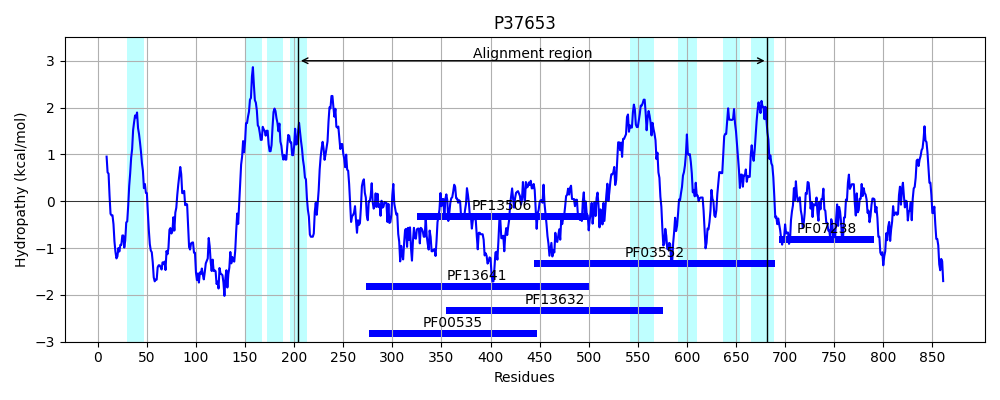 P37653
Alignment region
PF13506
PF07238
PF03552
PF13641
PF13632
PF00535
3
2
1
0
−1
−2
−3
Hydropathy (kcal/mol)
0 50 100 150 200 250 300 350 400 450 500 550 600 650 700 750 800 850
Residues